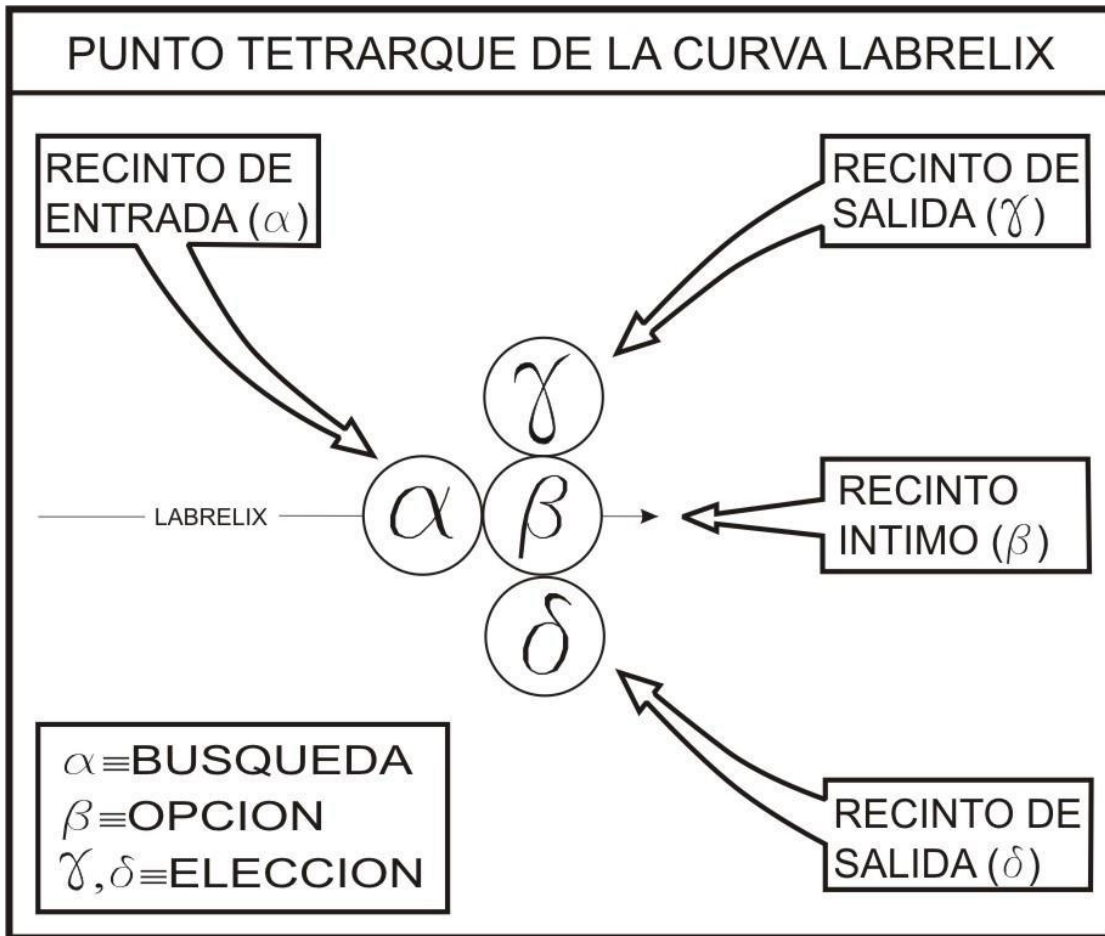 PUNTO TETRARQUE DE LA CURVA LABRELIX
RECINTO DE
ENTRADA (α)
RECINTO DE
SALIDA (γ)
γ
LABRELIX
α
β
RECINTO
INTIMO (β)
δ
α≡BUSQUEDA
β≡OPCION
γ,δ≡ELECCION
RECINTO DE
SALIDA (δ)